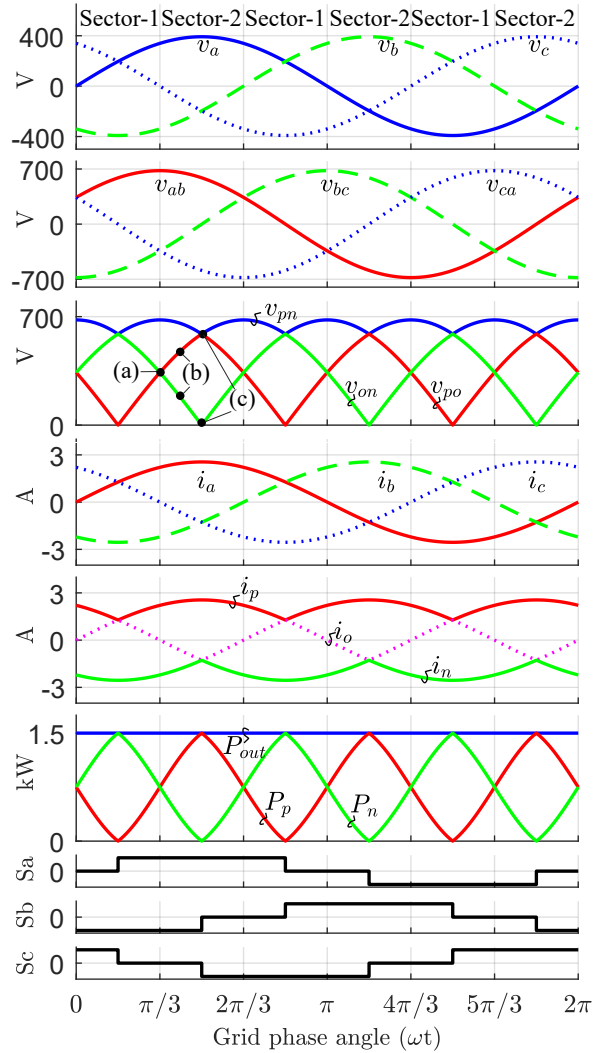 Sector-1 Sector-2 Sector-1 Sector-2 Sector-1 Sector-2
400
0
-400
V
v_a v_b v_c
700
0
-700
V
v_ab v_bc v_ca
700
0
V
v_pn
(a) (b) (c)
v_on v_po
3
0
-3
A
i_a i_b i_c
3
0
-3
A
i_p
i_o
i_n
1.5
0
kW
P_out
P_p P_n
Sa
0
Sb
0
Sc
0
0 π/3 2π/3 π 4π/3 5π/3 2π
Grid phase angle (ωt)